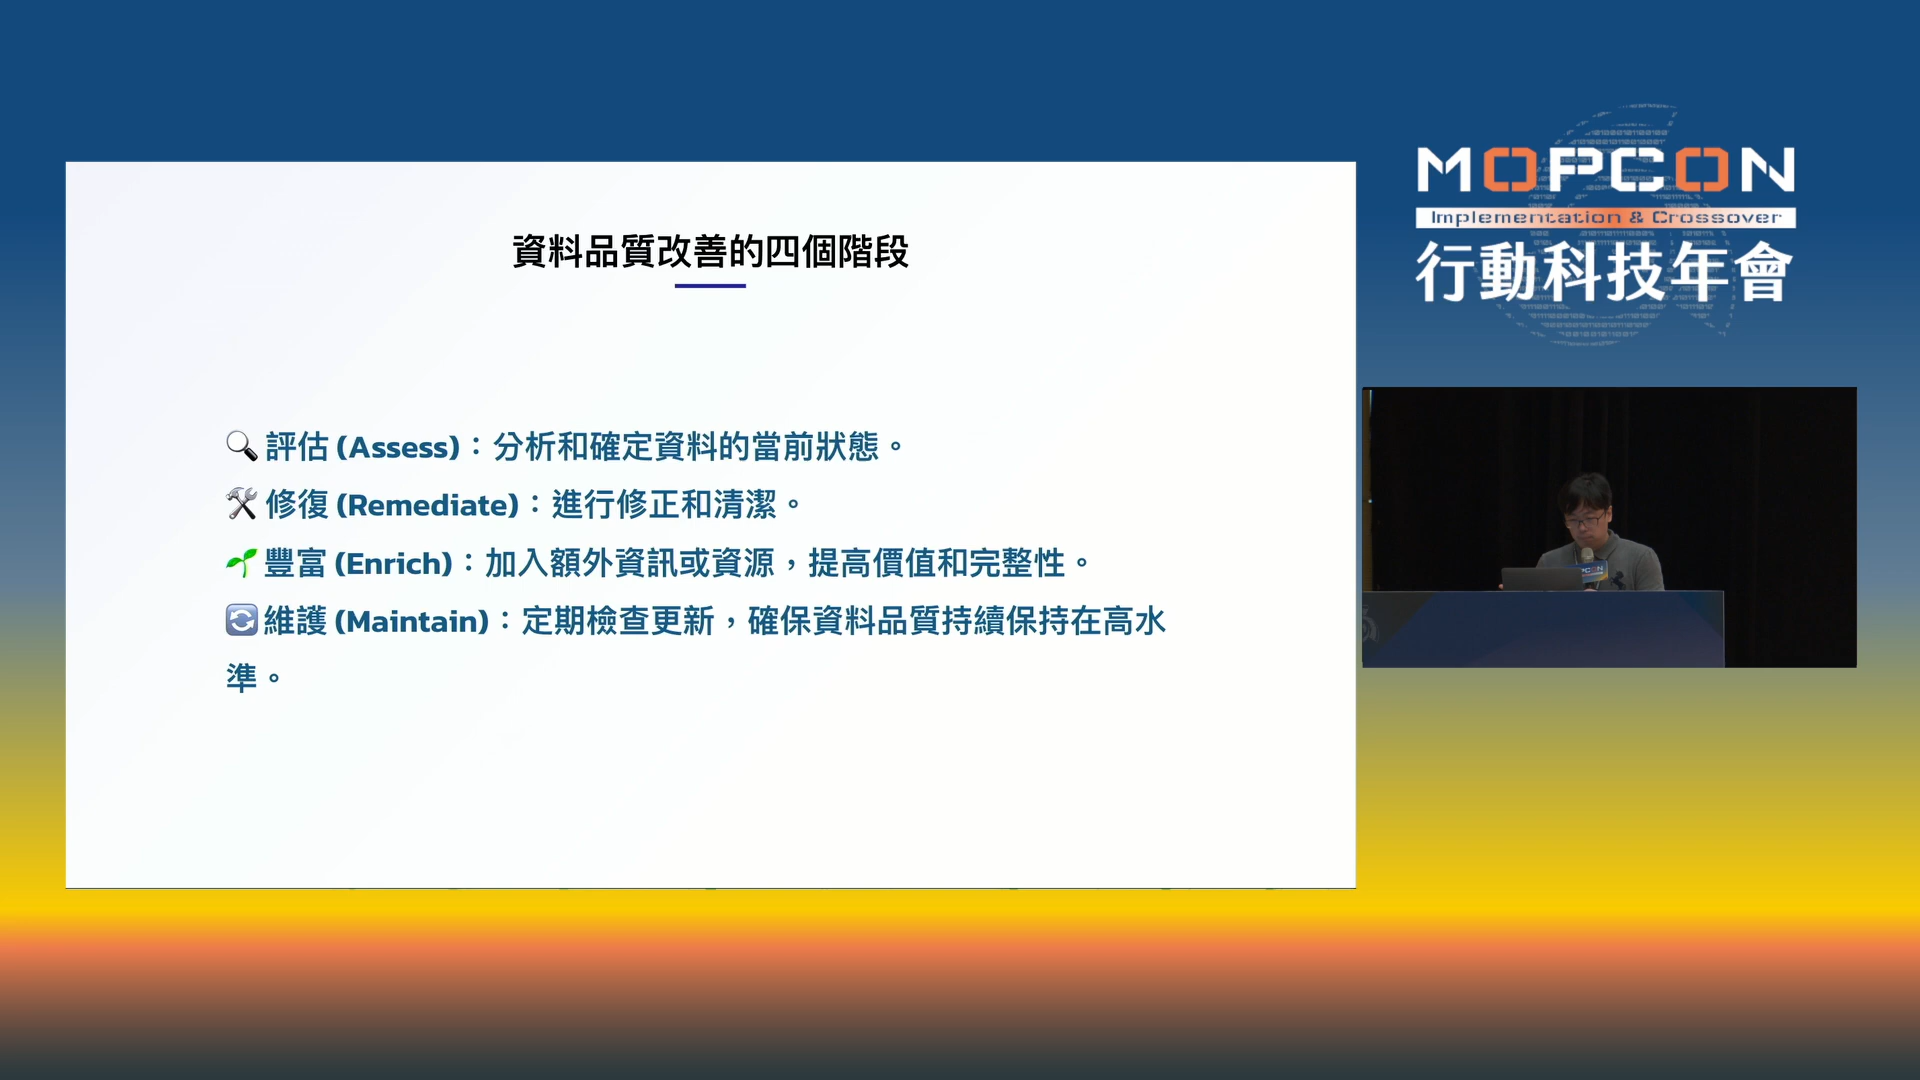 資料品質改善的四個階段
🔍 評估 (Assess)：分析和確定資料的當前狀態。
🛠 修復 (Remediate)：進行修正和清潔。
🌱 豐富 (Enrich)：加入額外資訊或資源，提高價值和完整性。
🔄 維護 (Maintain)：定期檢查更新，確保資料品質持續保持在高水
準。
MOPCON
Implementation & Crossover
行動科技年會